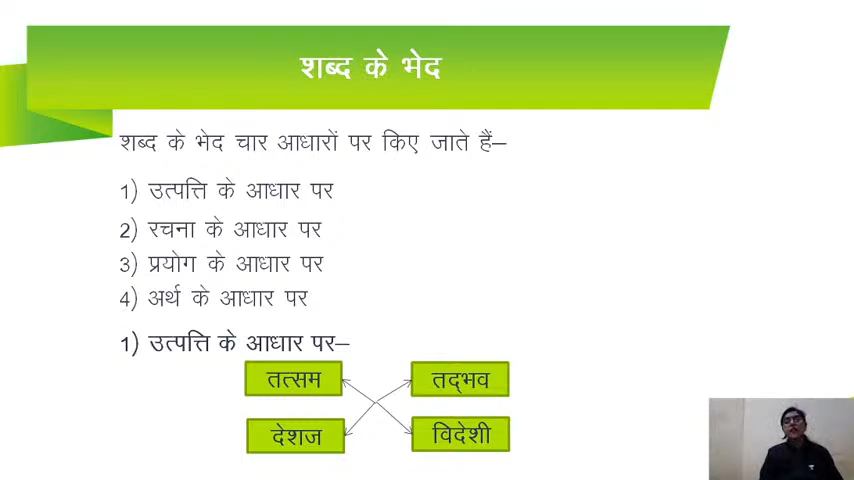 शब्द के भेद
शब्द के भेद चार आधारों पर किए जाते हैं–
1) उत्पत्ति के आधार पर
2) रचना के आधार पर
3) प्रयोग के आधार पर
4) अर्थ के आधार पर
1) उत्पत्ति के आधार पर–
तत्सम तद्भव
देशज विदेशी